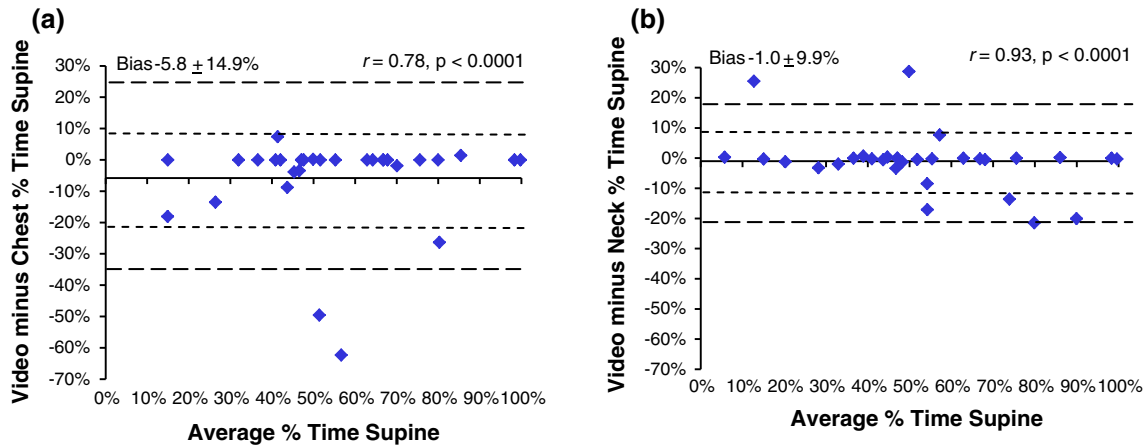 (a)
Bias-5.8 ± 14.9%
r = 0.78, p < 0.0001
Video minus Chest % Time Supine
30%
20%
10%
0%
-10%
-20%
-30%
-40%
-50%
-60%
-70%
0% 10% 20% 30% 40% 50% 60% 70% 80% 90% 100%
Average % Time Supine
(b)
Bias-1.0 ±9.9%
r = 0.93, p < 0.0001
Video minus Neck % Time Supine
30%
20%
10%
0%
-10%
-20%
-30%
-40%
-50%
-60%
-70%
0% 10% 20% 30% 40% 50% 60% 70% 80% 90% 100%
Average % Time Supine